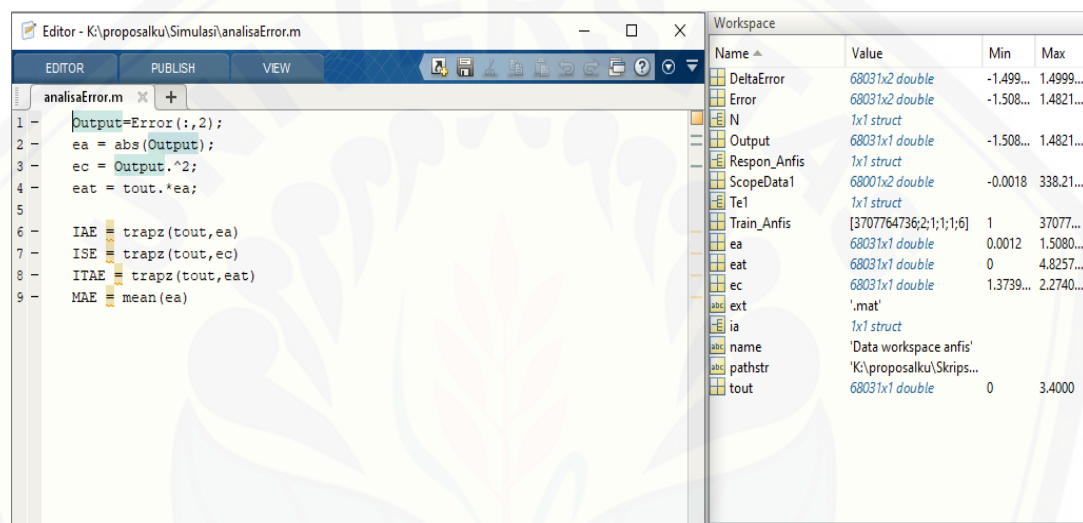 Editor - K:\proposalku\Simulasi\analisaError.m
EDITOR PUBLISH VIEW
analisaError.m × +
1 - Output=Error(:,2);
2 - ea = abs(Output);
3 - ec = Output.^2;
4 - eat = tout.*ea;
5
6 - IAE = trapz(tout,ea)
7 - ISE = trapz(tout,ec)
8 - ITAE = trapz(tout,eat)
9 - MAE = mean(ea)
Workspace
Name Value Min Max
DeltaError 68031x2 double -1.499... 1.4999...
Error 68031x2 double -1.508... 1.4821...
N 1x1 struct
Output 68031x1 double -1.508... 1.4821...
Respon_Anfis 1x1 struct
ScopeData1 68001x2 double -0.0018 338.21...
Te1 1x1 struct
Train_Anfis [3707764736;2;1;1;1;6] 1 37077...
ea 68031x1 double 0.0012 1.5080...
eat 68031x1 double 0 4.8257...
ec 68031x1 double 1.3739... 2.2740...
abc ext '.mat'
ia 1x1 struct
abc name 'Data workspace anfis'
abc pathstr 'K:\proposalku\Skrips...
tout 68031x1 double 0 3.4000